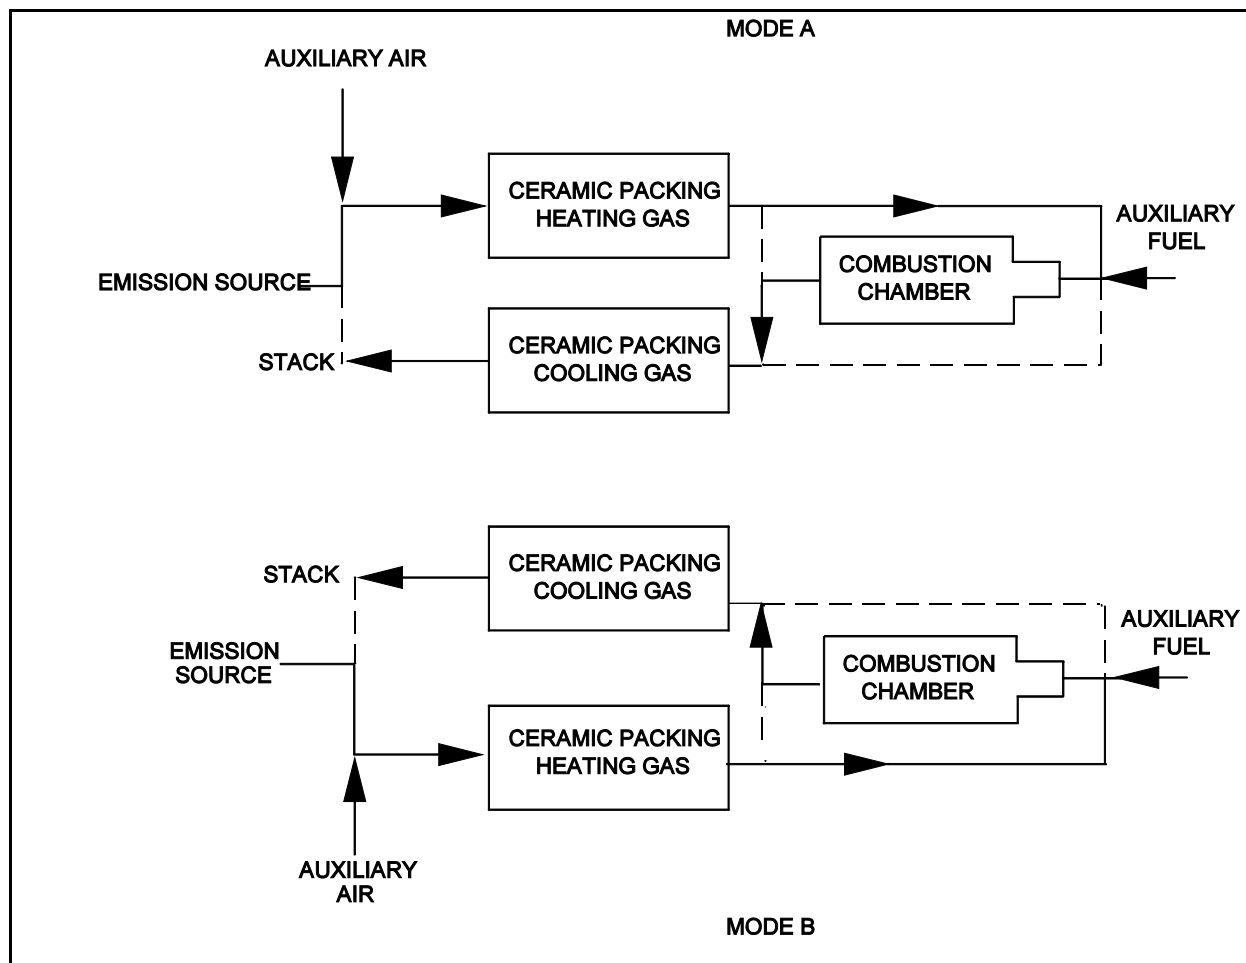 MODE A
AUXILIARY AIR
CERAMIC PACKING
HEATING GAS
AUXILIARY
FUEL
COMBUSTION
CHAMBER
EMISSION SOURCE
CERAMIC PACKING
COOLING GAS
STACK
CERAMIC PACKING
COOLING GAS
STACK
AUXILIARY
FUEL
EMISSION
SOURCE
COMBUSTION
CHAMBER
CERAMIC PACKING
HEATING GAS
AUXILIARY
AIR
MODE B